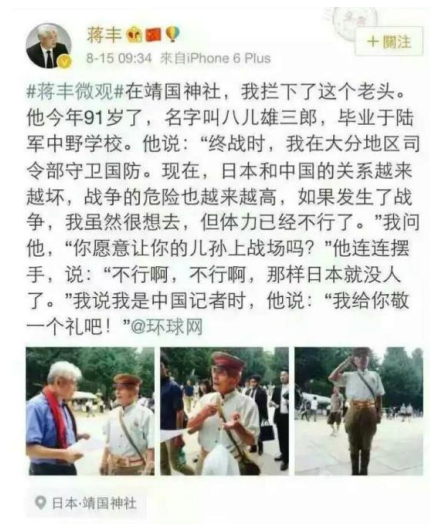 蒋丰
8-15 09:34 來自iPhone 6 Plus
+關注
#蒋丰微观#在靖国神社，我拦下了这个老头。
他今年91岁了，名字叫八儿雄三郎，毕业于陆
军中野学校。他说：“终战时，我在大分地区司
令部守卫国防。现在，日本和中国的关系越来
越坏，战争的危险也越来越高，如果发生了战
争，我虽然很想去，但体力已经不行了。”我问
他，“你愿意让你的儿孙上战场吗？”他连连摆
手，说：“不行啊，不行啊，那样日本就没人
了。”我说我是中国记者时，他说：“我给你敬
一个礼吧！”@环球网
日本·靖国神社